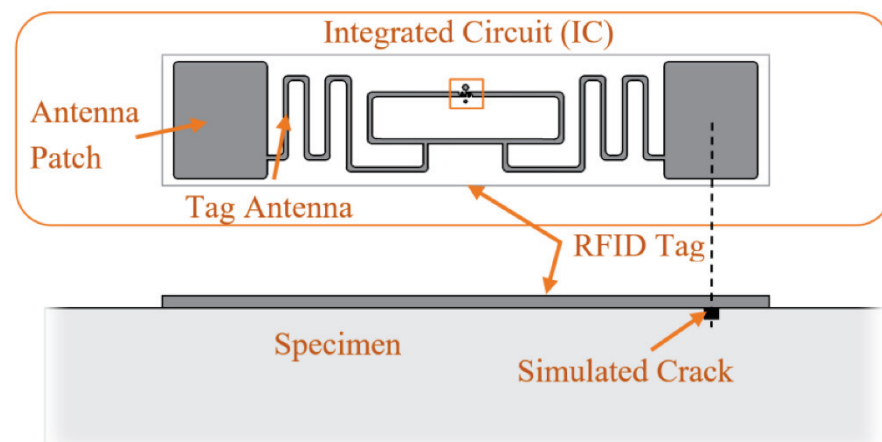 Integrated Circuit (IC)
Antenna
Patch
Tag Antenna
RFID Tag
Specimen
Simulated Crack